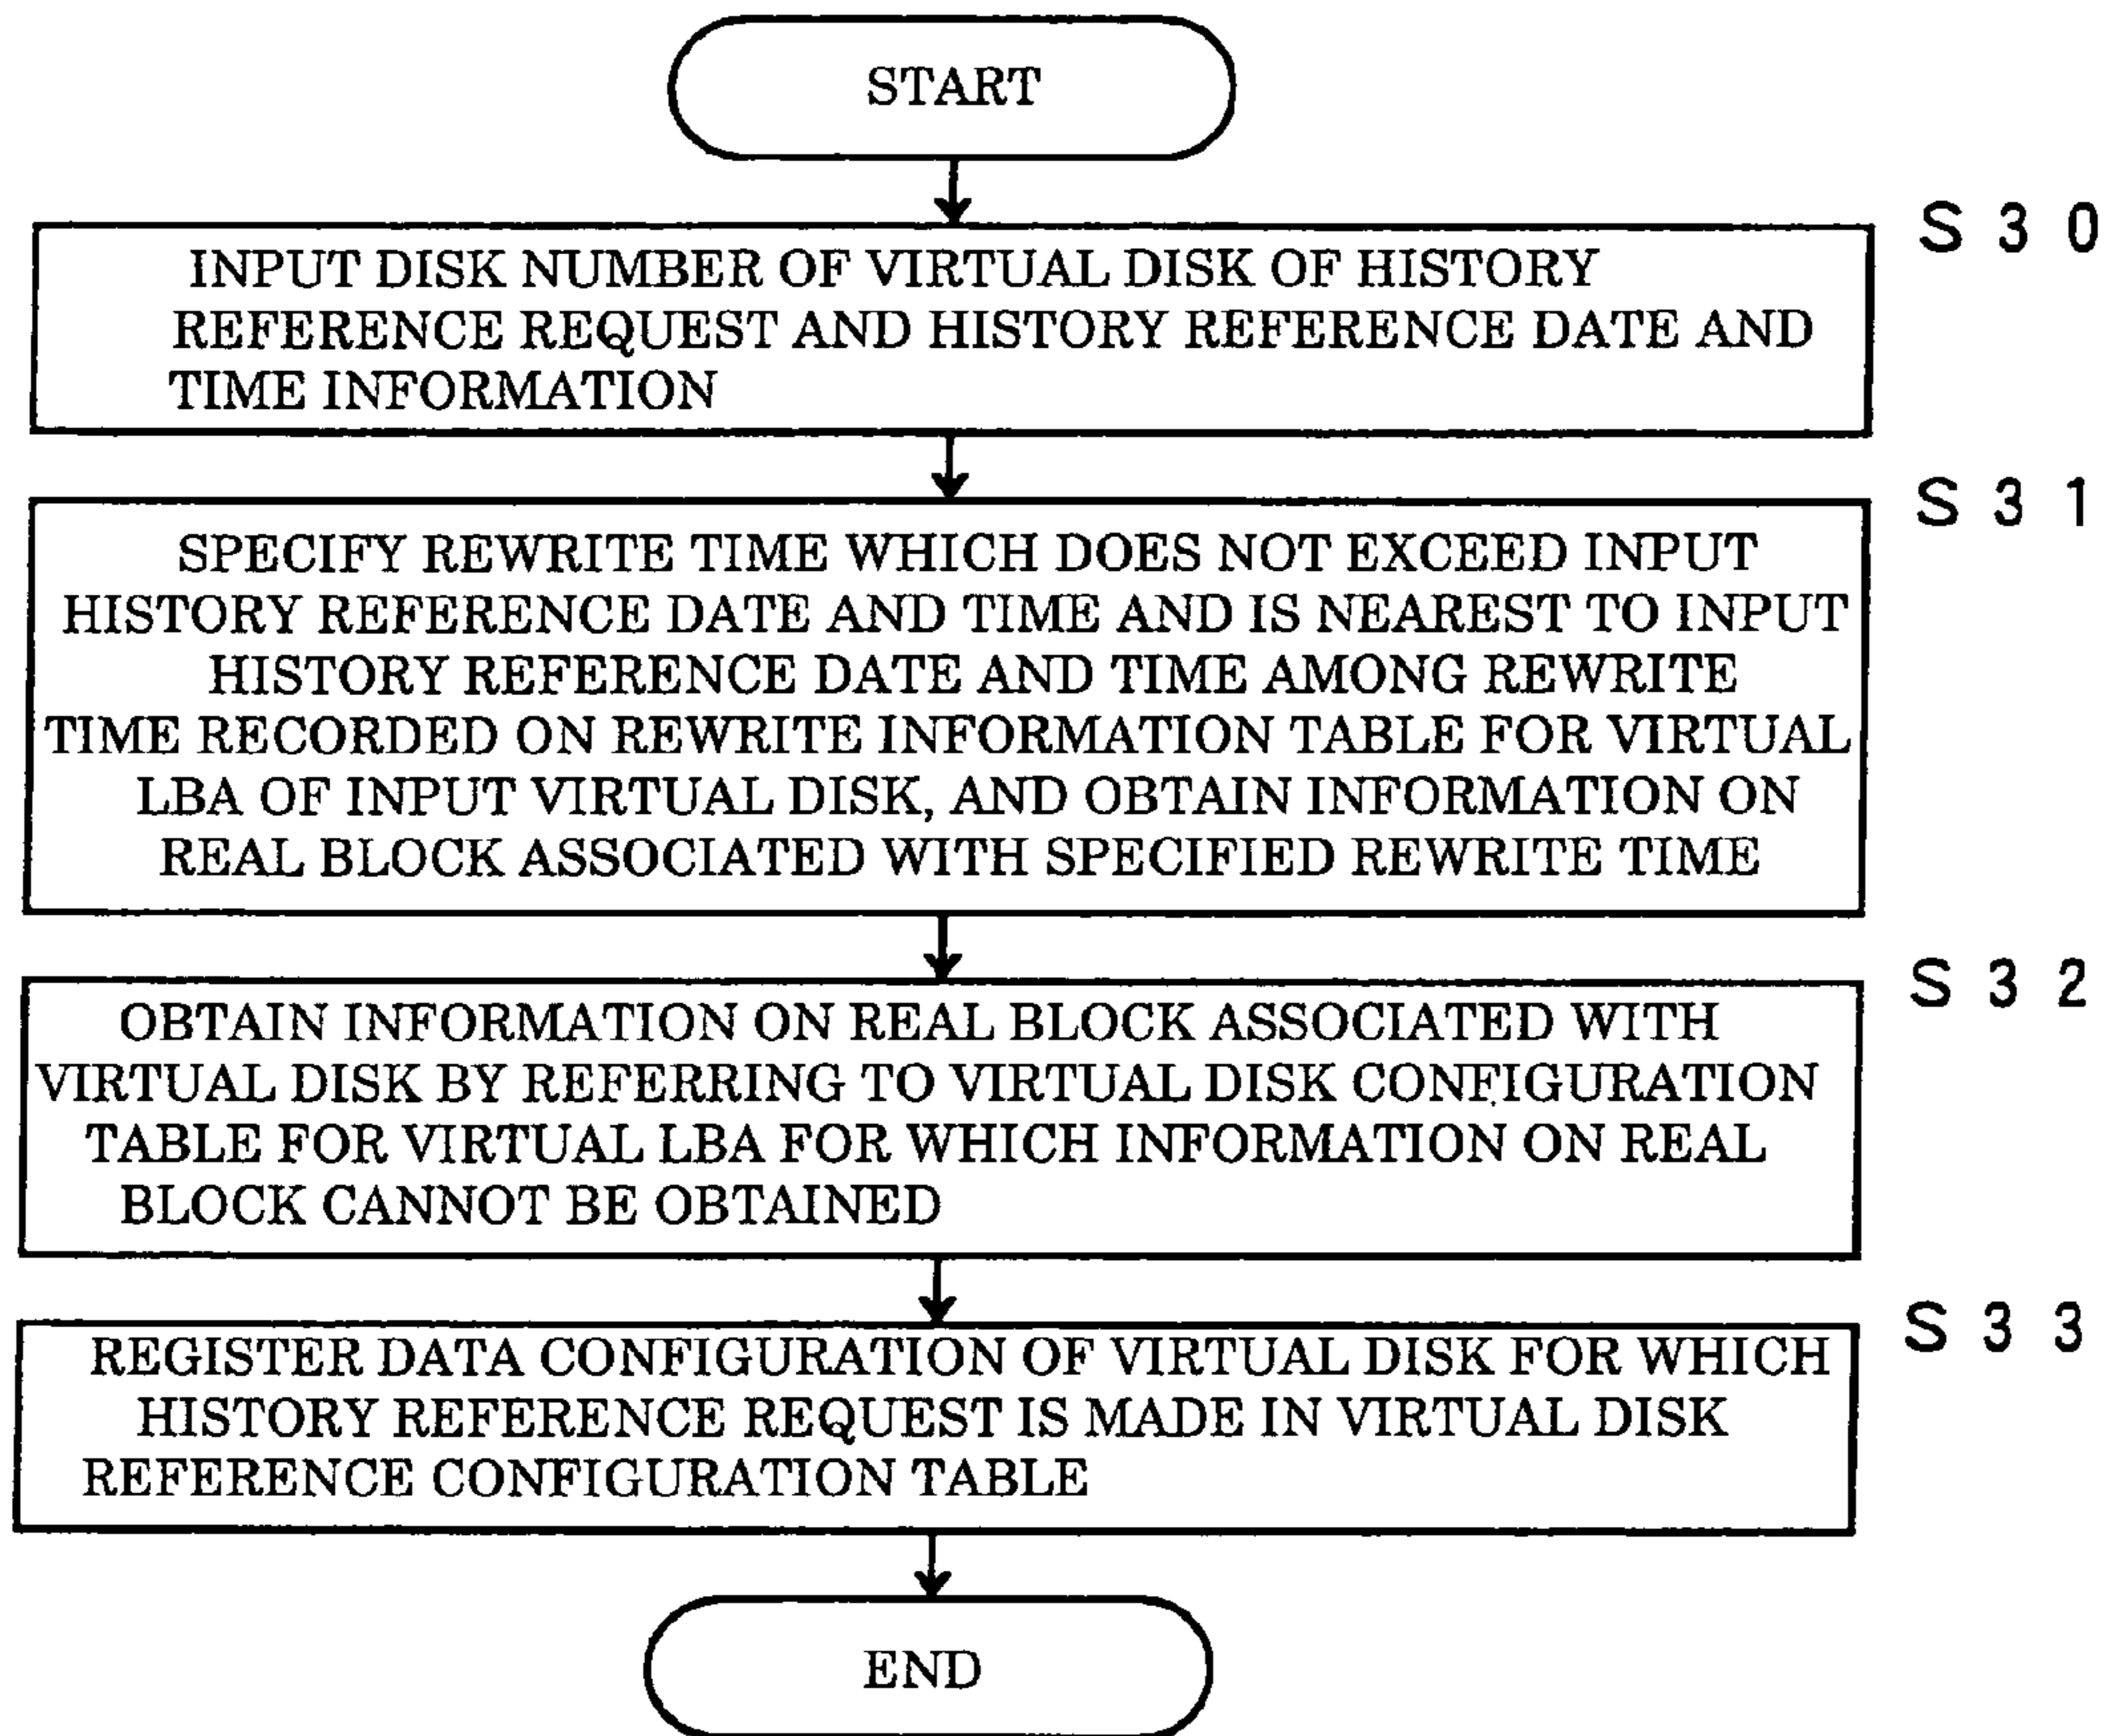 START
S 3 0
INPUT DISK NUMBER OF VIRTUAL DISK OF HISTORY
REFERENCE REQUEST AND HISTORY REFERENCE DATE AND
TIME INFORMATION
S 3 1
SPECIFY REWRITE TIME WHICH DOES NOT EXCEED INPUT
HISTORY REFERENCE DATE AND TIME AND IS NEAREST TO INPUT
HISTORY REFERENCE DATE AND TIME AMONG REWRITE
TIME RECORDED ON REWRITE INFORMATION TABLE FOR VIRTUAL
LBA OF INPUT VIRTUAL DISK, AND OBTAIN INFORMATION ON
REAL BLOCK ASSOCIATED WITH SPECIFIED REWRITE TIME
S 3 2
OBTAIN INFORMATION ON REAL BLOCK ASSOCIATED WITH
VIRTUAL DISK BY REFERRING TO VIRTUAL DISK CONFIGURATION
TABLE FOR VIRTUAL LBA FOR WHICH INFORMATION ON REAL
BLOCK CANNOT BE OBTAINED
S 3 3
REGISTER DATA CONFIGURATION OF VIRTUAL DISK FOR WHICH
HISTORY REFERENCE REQUEST IS MADE IN VIRTUAL DISK
REFERENCE CONFIGURATION TABLE
END